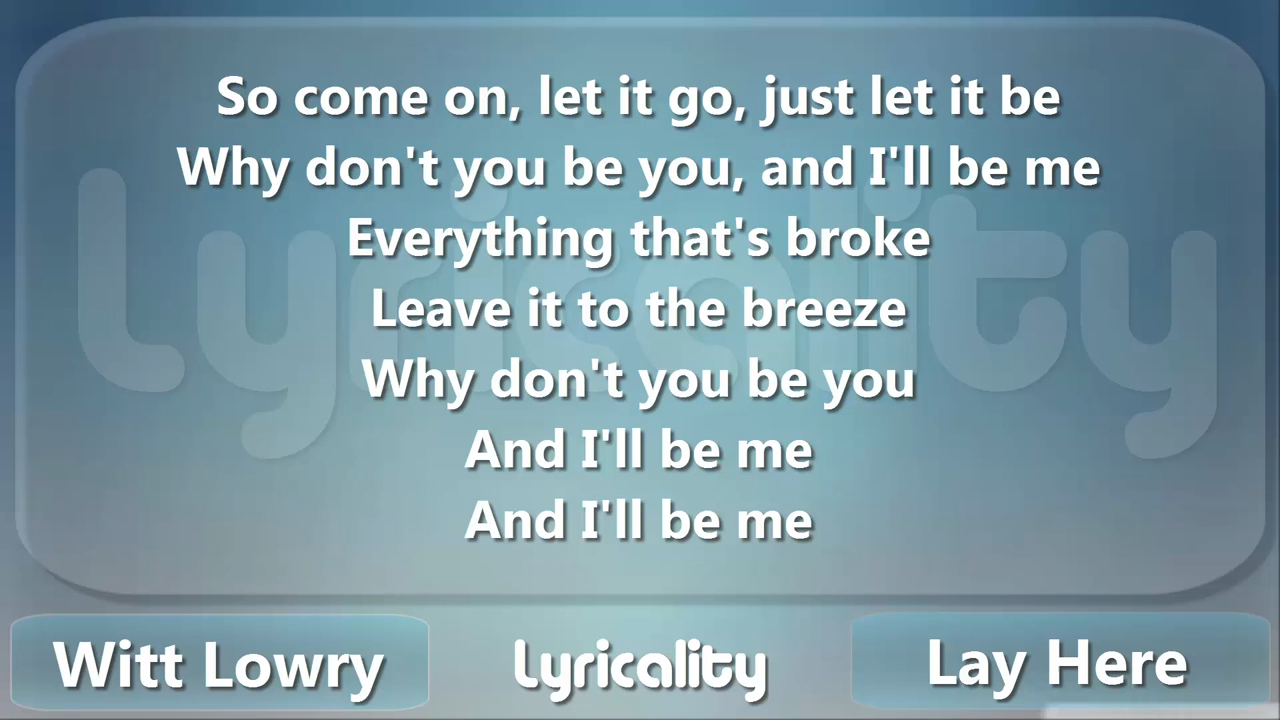 So come on, let it go, just let it be
Why don't you be you, and I'll be me
Everything that's broke
Leave it to the breeze
Why don't you be you
And I'll be me
And I'll be me
Lyricality
Witt Lowry
Lyricality
Lay Here